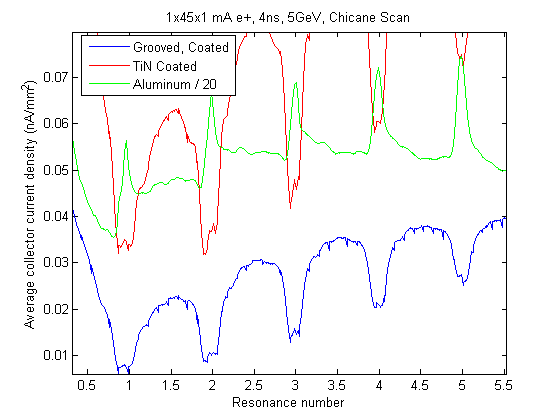 1x45x1 mA e+, 4ns, 5GeV, Chicane Scan
Grooved, Coated
TiN Coated
Aluminum / 20
Average collector current density (nA/mm²)
0.07
0.06
0.05
0.04
0.03
0.02
0.01
0.5 1 1.5 2 2.5 3 3.5 4 4.5 5 5.5
Resonance number